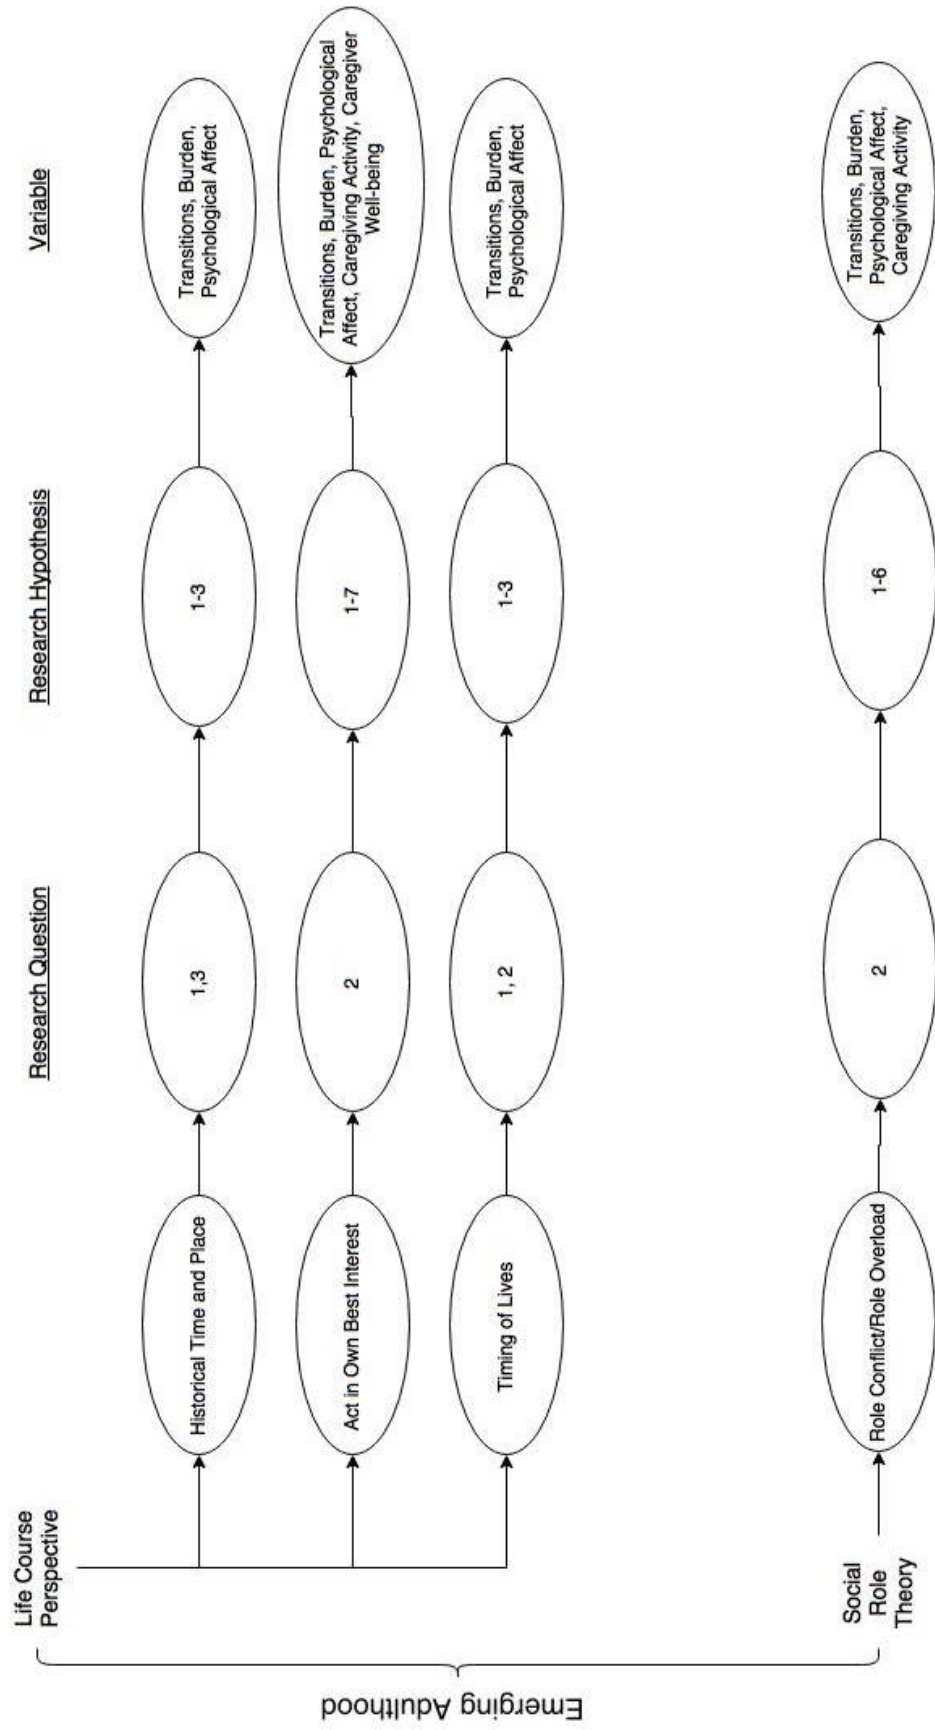 Emerging Adulthood
Life Course
Perspective
Research Question
Research Hypothesis
Variable
Historical Time and Place
1,3
1-3
Transitions, Burden,
Psychological Affect
Act in Own Best Interest
2
1-7
Transitions, Burden, Psychological
Affect, Caregiving Activity, Caregiver
Well-being
Timing of Lives
1, 2
1-3
Transitions, Burden,
Psychological Affect
Social
Role
Theory
Role Conflict/Role Overload
2
1-6
Transitions, Burden,
Psychological Affect,
Caregiving Activity